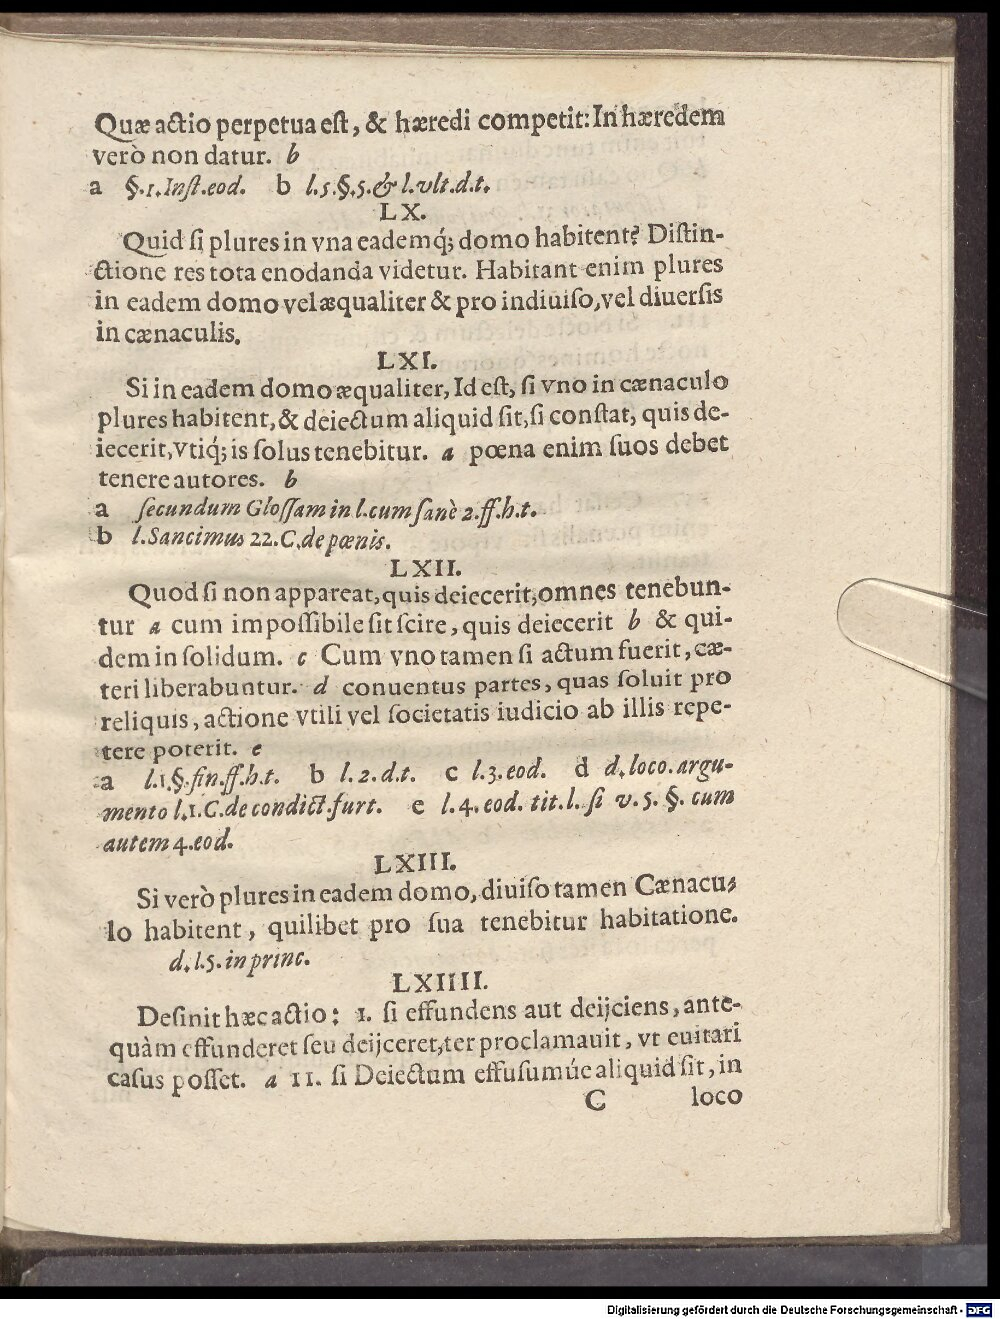 Quæ actio perpetua eſt, & hæredi competit: In hæredem
verò non datur. b
a §.1.Inſt.eod. b l.5.§.5.& l.vlt.d.t.
LX.
Quid ſi plures in vna eademq́; domo habitent? Diſtin-
ctione res tota enodanda videtur. Habitant enim plures
in eadem domo vel æqualiter & pro indiuiſo, vel diuerſis
in cænaculis.
LXI.
Si in eadem domo æqualiter, Id eſt, ſi vno in cænaculo
plures habitent, & deiectum aliquid ſit, ſi conſtat, quis de-
iecerit, Vtiq́; is ſolus tenebitur. a pœna enim ſuos debet
tenere autores. b
a ſecundum Gloſſam in l.cum ſanè 2.ff.h.t.
b l.Sancimus 22.C.de pœnis.
LXII.
Quod ſi non appareat, quis deiecerit, omnes tenebun-
tur a cum impoſſibile ſit ſcire, quis deiecerit b & qui-
dem in ſolidum. c Cum vno tamen ſi actum fuerit, cæ-
teri liberabuntur. d conuentus partes, quas ſoluit pro
reliquis, actione vtili vel ſocietatis iudicio ab illis repe-
tere poterit. e
a l.1.§.fin.ff.h.t. b l.2.d.t. c l.3.eod. d d.loco.argu-
mento l.1.C.de condict.furt. e l.4.eod.tit.l.ſi v.5.§.cum
autem 4.eod.
LXIII.
Si verò plures in eadem domo, diuiſo tamen Cænacu-
lo habitent, quilibet pro ſua tenebitur habitatione.
d.l.5.in princ.
LXIIII.
Deſinit hæc actio: 1. ſi effundens aut deijciens, ante-
quàm effunderet ſeu deijceret, ter proclamauit, vt euitari
caſus poſſet. a 11. ſi Deiectum effuſumúe aliquid ſit, in
C loco
Digitalisierung gefördert durch die Deutsche Forschungsgemeinschaft - DFG